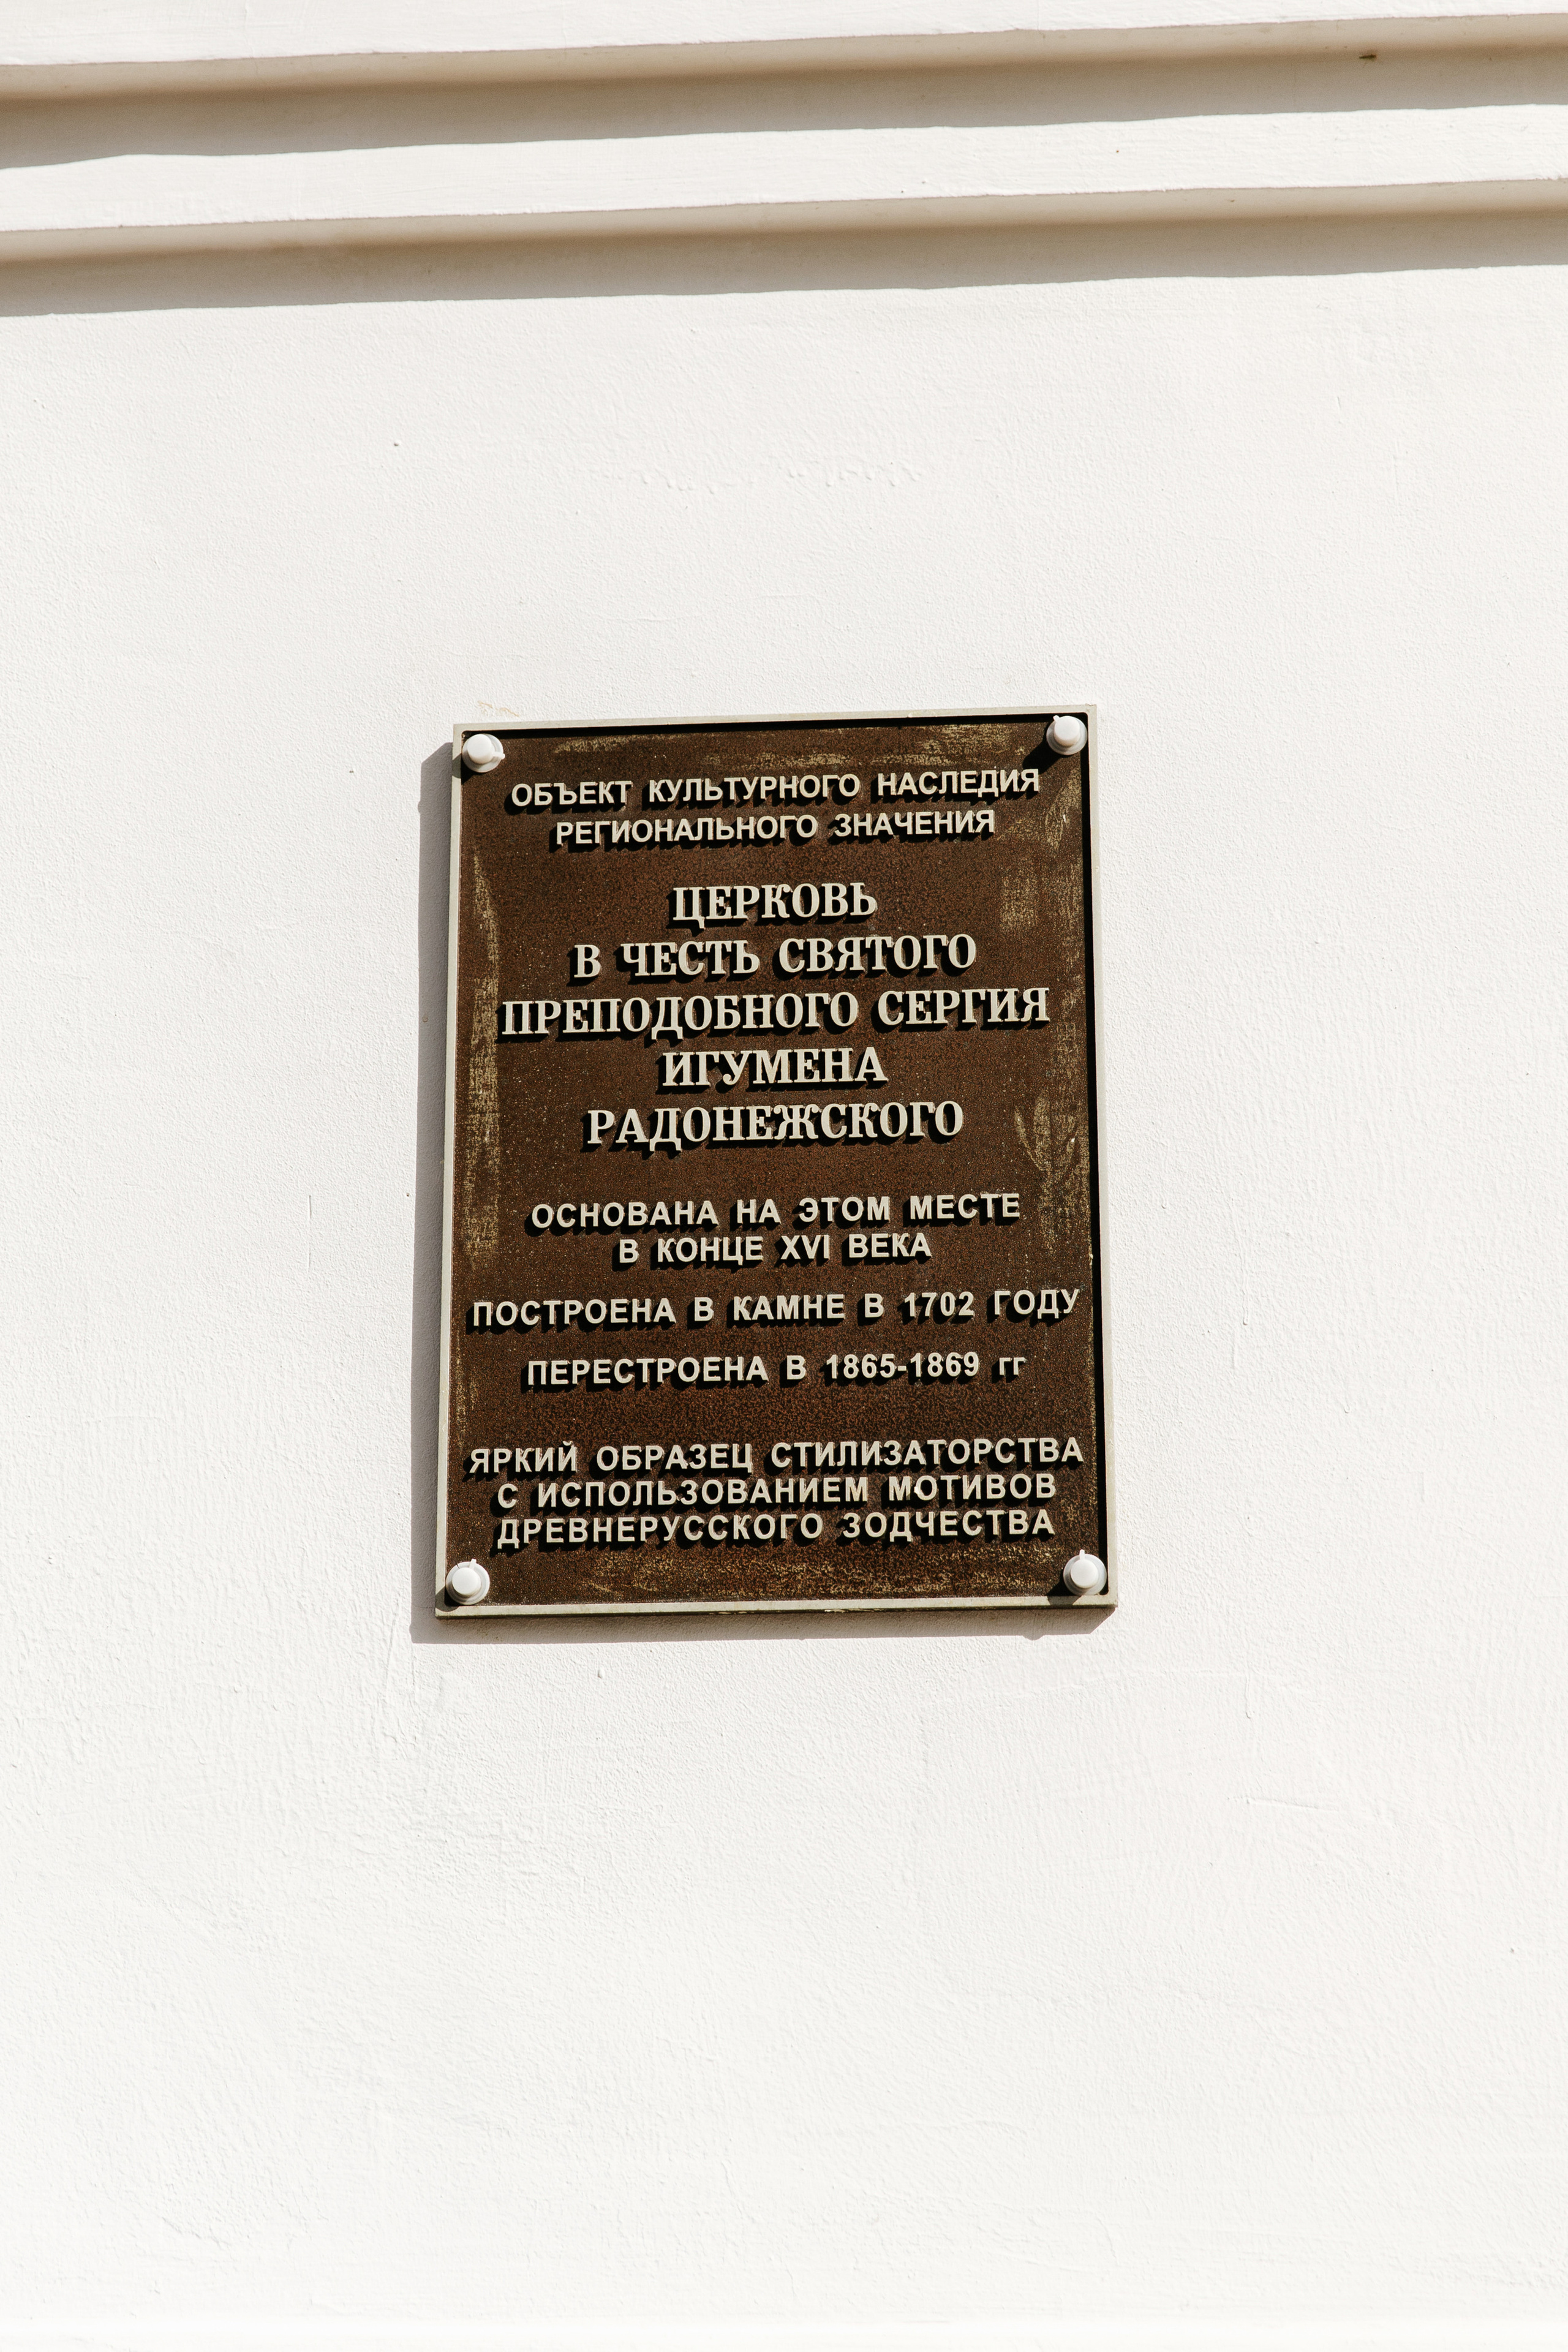 ОБЪЕКТ КУЛЬТУРНОГО НАСЛЕДИЯ
РЕГИОНАЛЬНОГО ЗНАЧЕНИЯ
ЦЕРКОВЬ
В ЧЕСТЬ СВЯТОГО
ПРЕПОДОБНОГО СЕРГИЯ
ИГУМЕНА
РАДОНЕЖСКОГО
ОСНОВАНА НА ЭТОМ МЕСТЕ
В КОНЦЕ XVI ВЕКА
ПОСТРОЕНА В КАМНЕ В 1702 ГОДУ
ПЕРЕСТРОЕНА В 1865-1869 гг
ЯРКИЙ ОБРАЗЕЦ СТИЛИЗАТОРСТВА
С ИСПОЛЬЗОВАНИЕМ МОТИВОВ
ДРЕВНЕРУССКОГО ЗОДЧЕСТВА